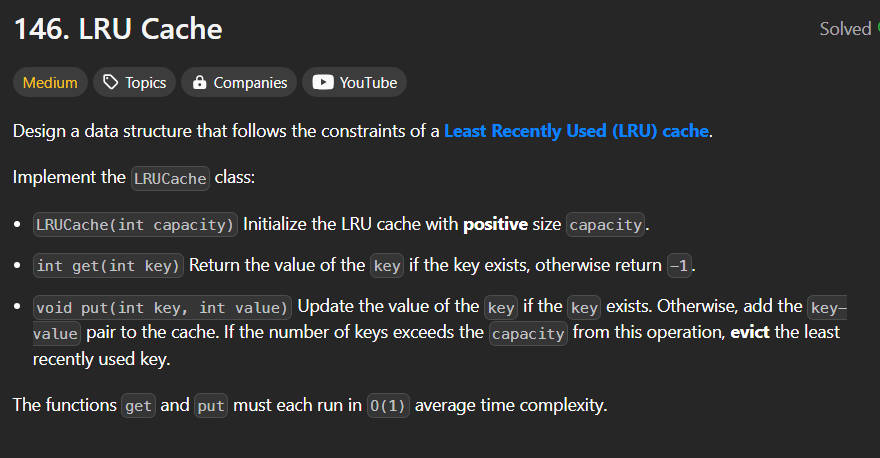 146. LRU Cache
Solved
Medium
Topics
Companies
YouTube
Design a data structure that follows the constraints of a Least Recently Used (LRU) cache.
Implement the LRUCache class:
• LRUCache(int capacity) Initialize the LRU cache with positive size capacity.
• int get(int key) Return the value of the key if the key exists, otherwise return -1.
• void put(int key, int value) Update the value of the key if the key exists. Otherwise, add the key-
value pair to the cache. If the number of keys exceeds the capacity from this operation, evict the least
recently used key.
The functions get and put must each run in O(1) average time complexity.